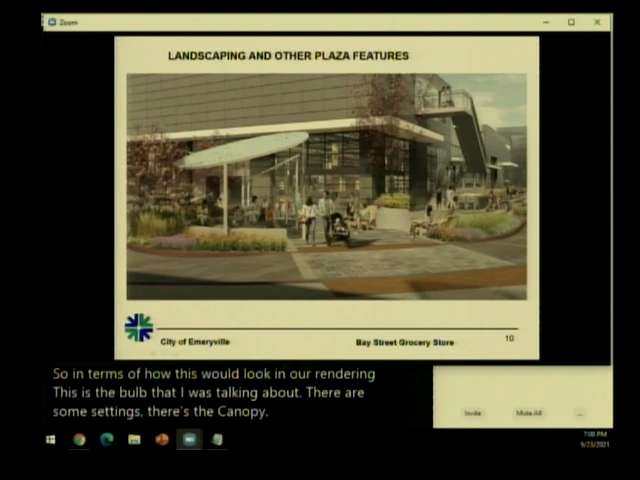 Zoom
LANDSCAPING AND OTHER PLAZA FEATURES
City of Emeryville
Bay Street Grocery Store
10
So in terms of how this would look in our rendering
This is the bulb that I was talking about. There are
some settings, there's the Canopy.
Invite
Mute All
...
7:00 PM
9/23/2021